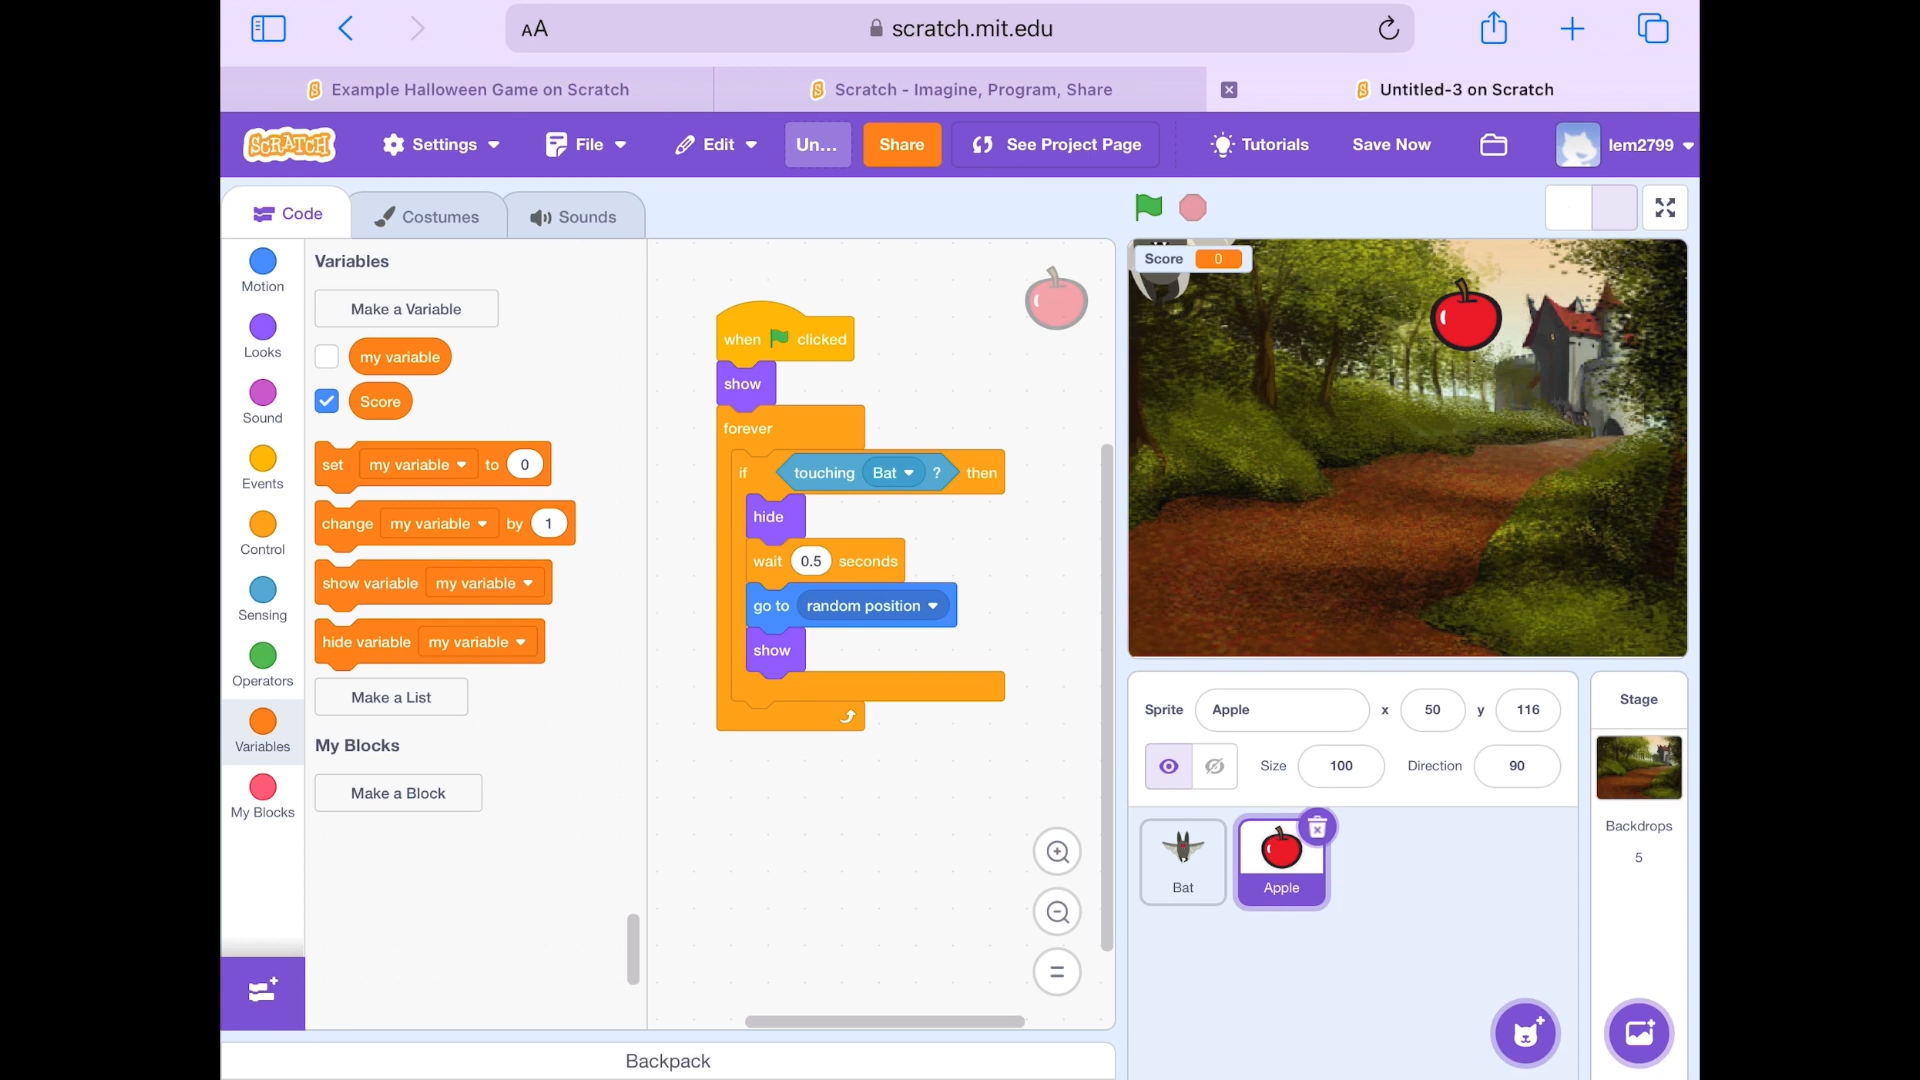 AA
scratch.mit.edu
Example Halloween Game on Scratch
Scratch - Imagine, Program, Share
Untitled-3 on Scratch
SCRATCH
Settings
File
Edit
Un...
Share
See Project Page
Tutorials
Save Now
lem2799
Code
Costumes
Sounds
Motion
Looks
Sound
Events
Control
Sensing
Operators
Variables
My Blocks
Variables
Make a Variable
my variable
Score
set my variable to 0
change my variable by 1
show variable my variable
hide variable my variable
Make a List
My Blocks
Make a Block
when clicked
show
forever
if touching Bat ? then
hide
wait 0.5 seconds
go to random position
show
Score 0
Sprite Apple x 50 y 116
Size 100 Direction 90
Bat
Apple
Stage
Backdrops
5
Backpack